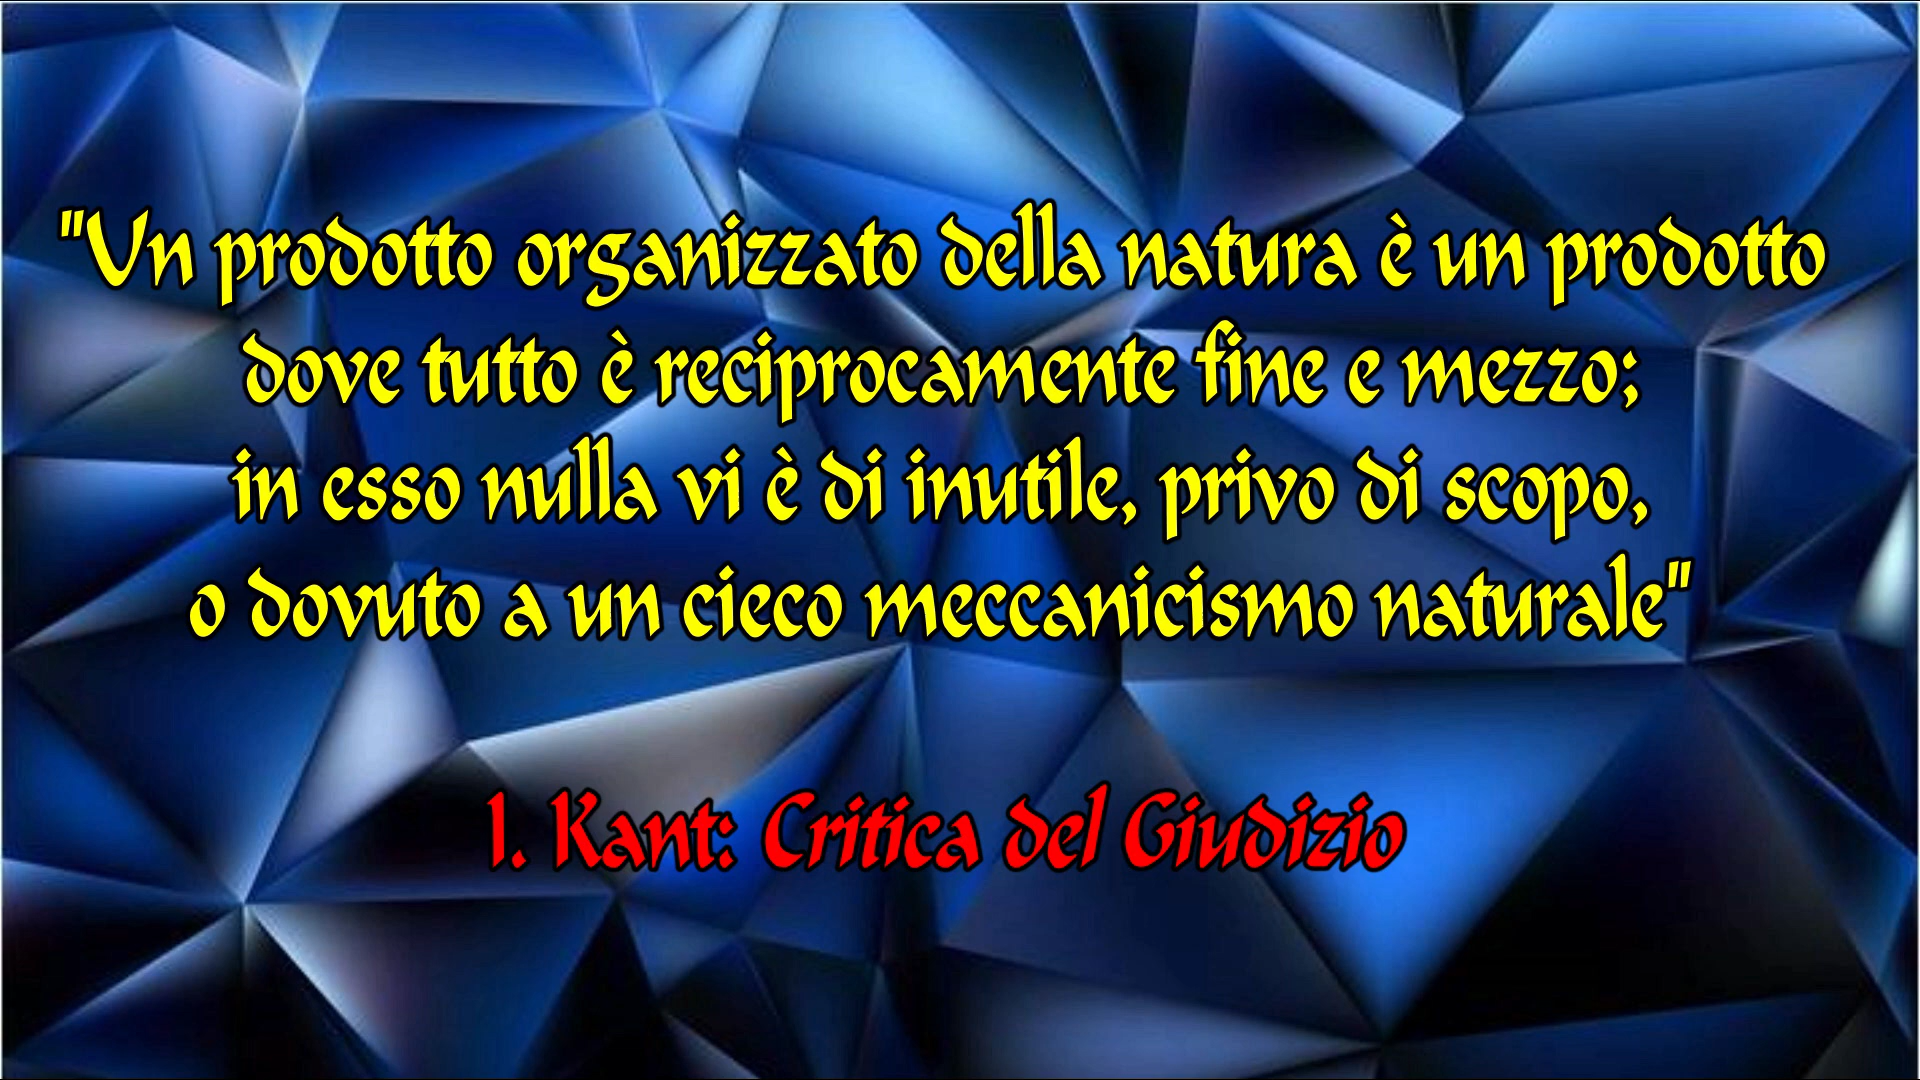 "Un prodotto organizzato della natura è un prodotto
dove tutto è reciprocamente fine e mezzo;
in esso nulla vi è di inutile, privo di scopo,
o dovuto a un cieco meccanicismo naturale"
I. Kant: Critica del Giudizio